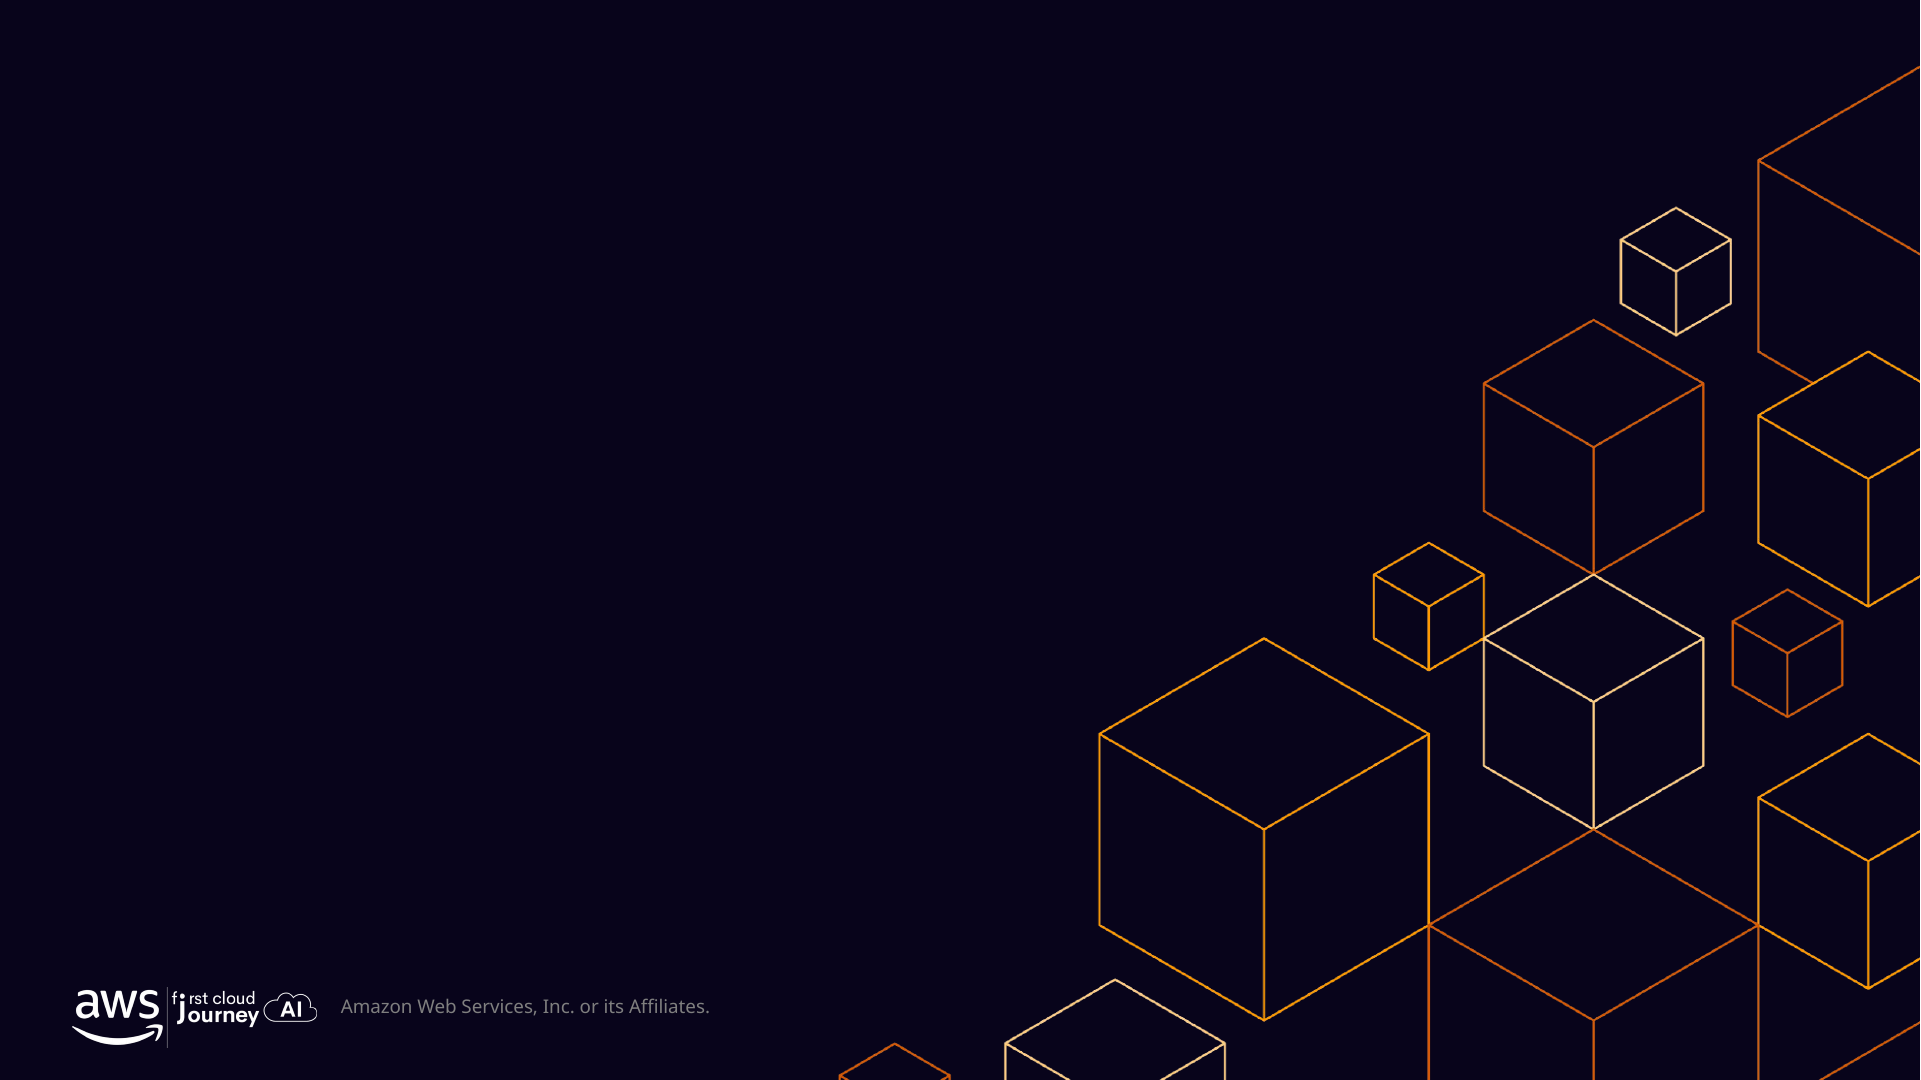 aws
first cloud
journey
AI
Amazon Web Services, Inc. or its Affiliates.